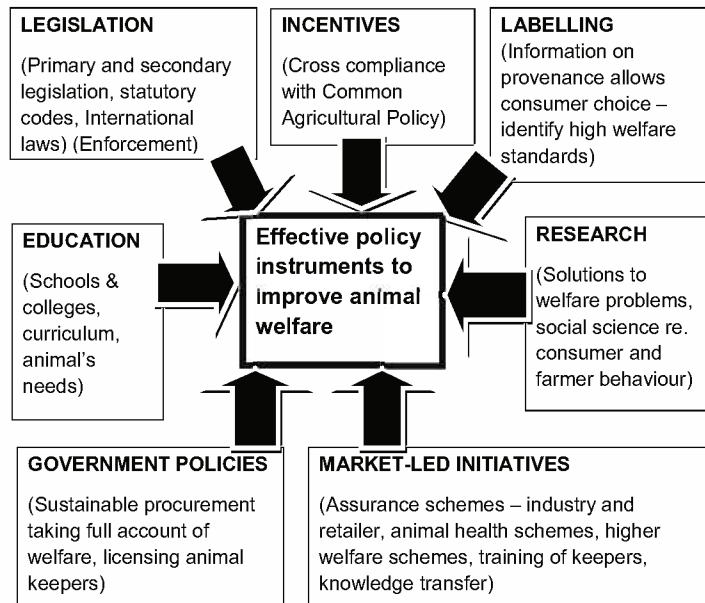 LEGISLATION
(Primary and secondary
legislation, statutory
codes, International
laws) (Enforcement)
INCENTIVES
(Cross compliance
with Common
Agricultural Policy)
LABELLING
(Information on
provenance allows
consumer choice –
identify high welfare
standards)
EDUCATION
(Schools &
colleges,
curriculum,
animal's
needs)
Effective policy
instruments to
improve animal
welfare
RESEARCH
(Solutions to
welfare problems,
social science re.
consumer and
farmer behaviour)
GOVERNMENT POLICIES
(Sustainable procurement
taking full account of
welfare, licensing animal
keepers)
MARKET-LED INITIATIVES
(Assurance schemes – industry and
retailer, animal health schemes, higher
welfare schemes, training of keepers,
knowledge transfer)